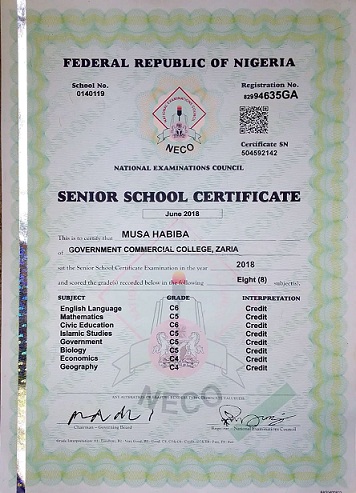 FEDERAL REPUBLIC OF NIGERIA
School No.
0140119
Registration No.
82994635GA
NECO
Certificate SN
504592142
NATIONAL EXAMINATIONS COUNCIL
SENIOR SCHOOL CERTIFICATE
June 2018
This is to certify that MUSA HABIBA
of GOVERNMENT COMMERCIAL COLLEGE, ZARIA
sat the Senior School Certificate Examination in the year 2018
and scored the grade(s) recorded below in the following Eight (8) subject(s).
SUBJECT GRADE INTERPRETATION
English Language C6 Credit
Mathematics C5 Credit
Civic Education C6 Credit
Islamic Studies C5 Credit
Government C5 Credit
Biology C5 Credit
Economics C4 Credit
Geography C4 Credit
NECO
Chairman - Governing Board
Registrar - National Examinations Council